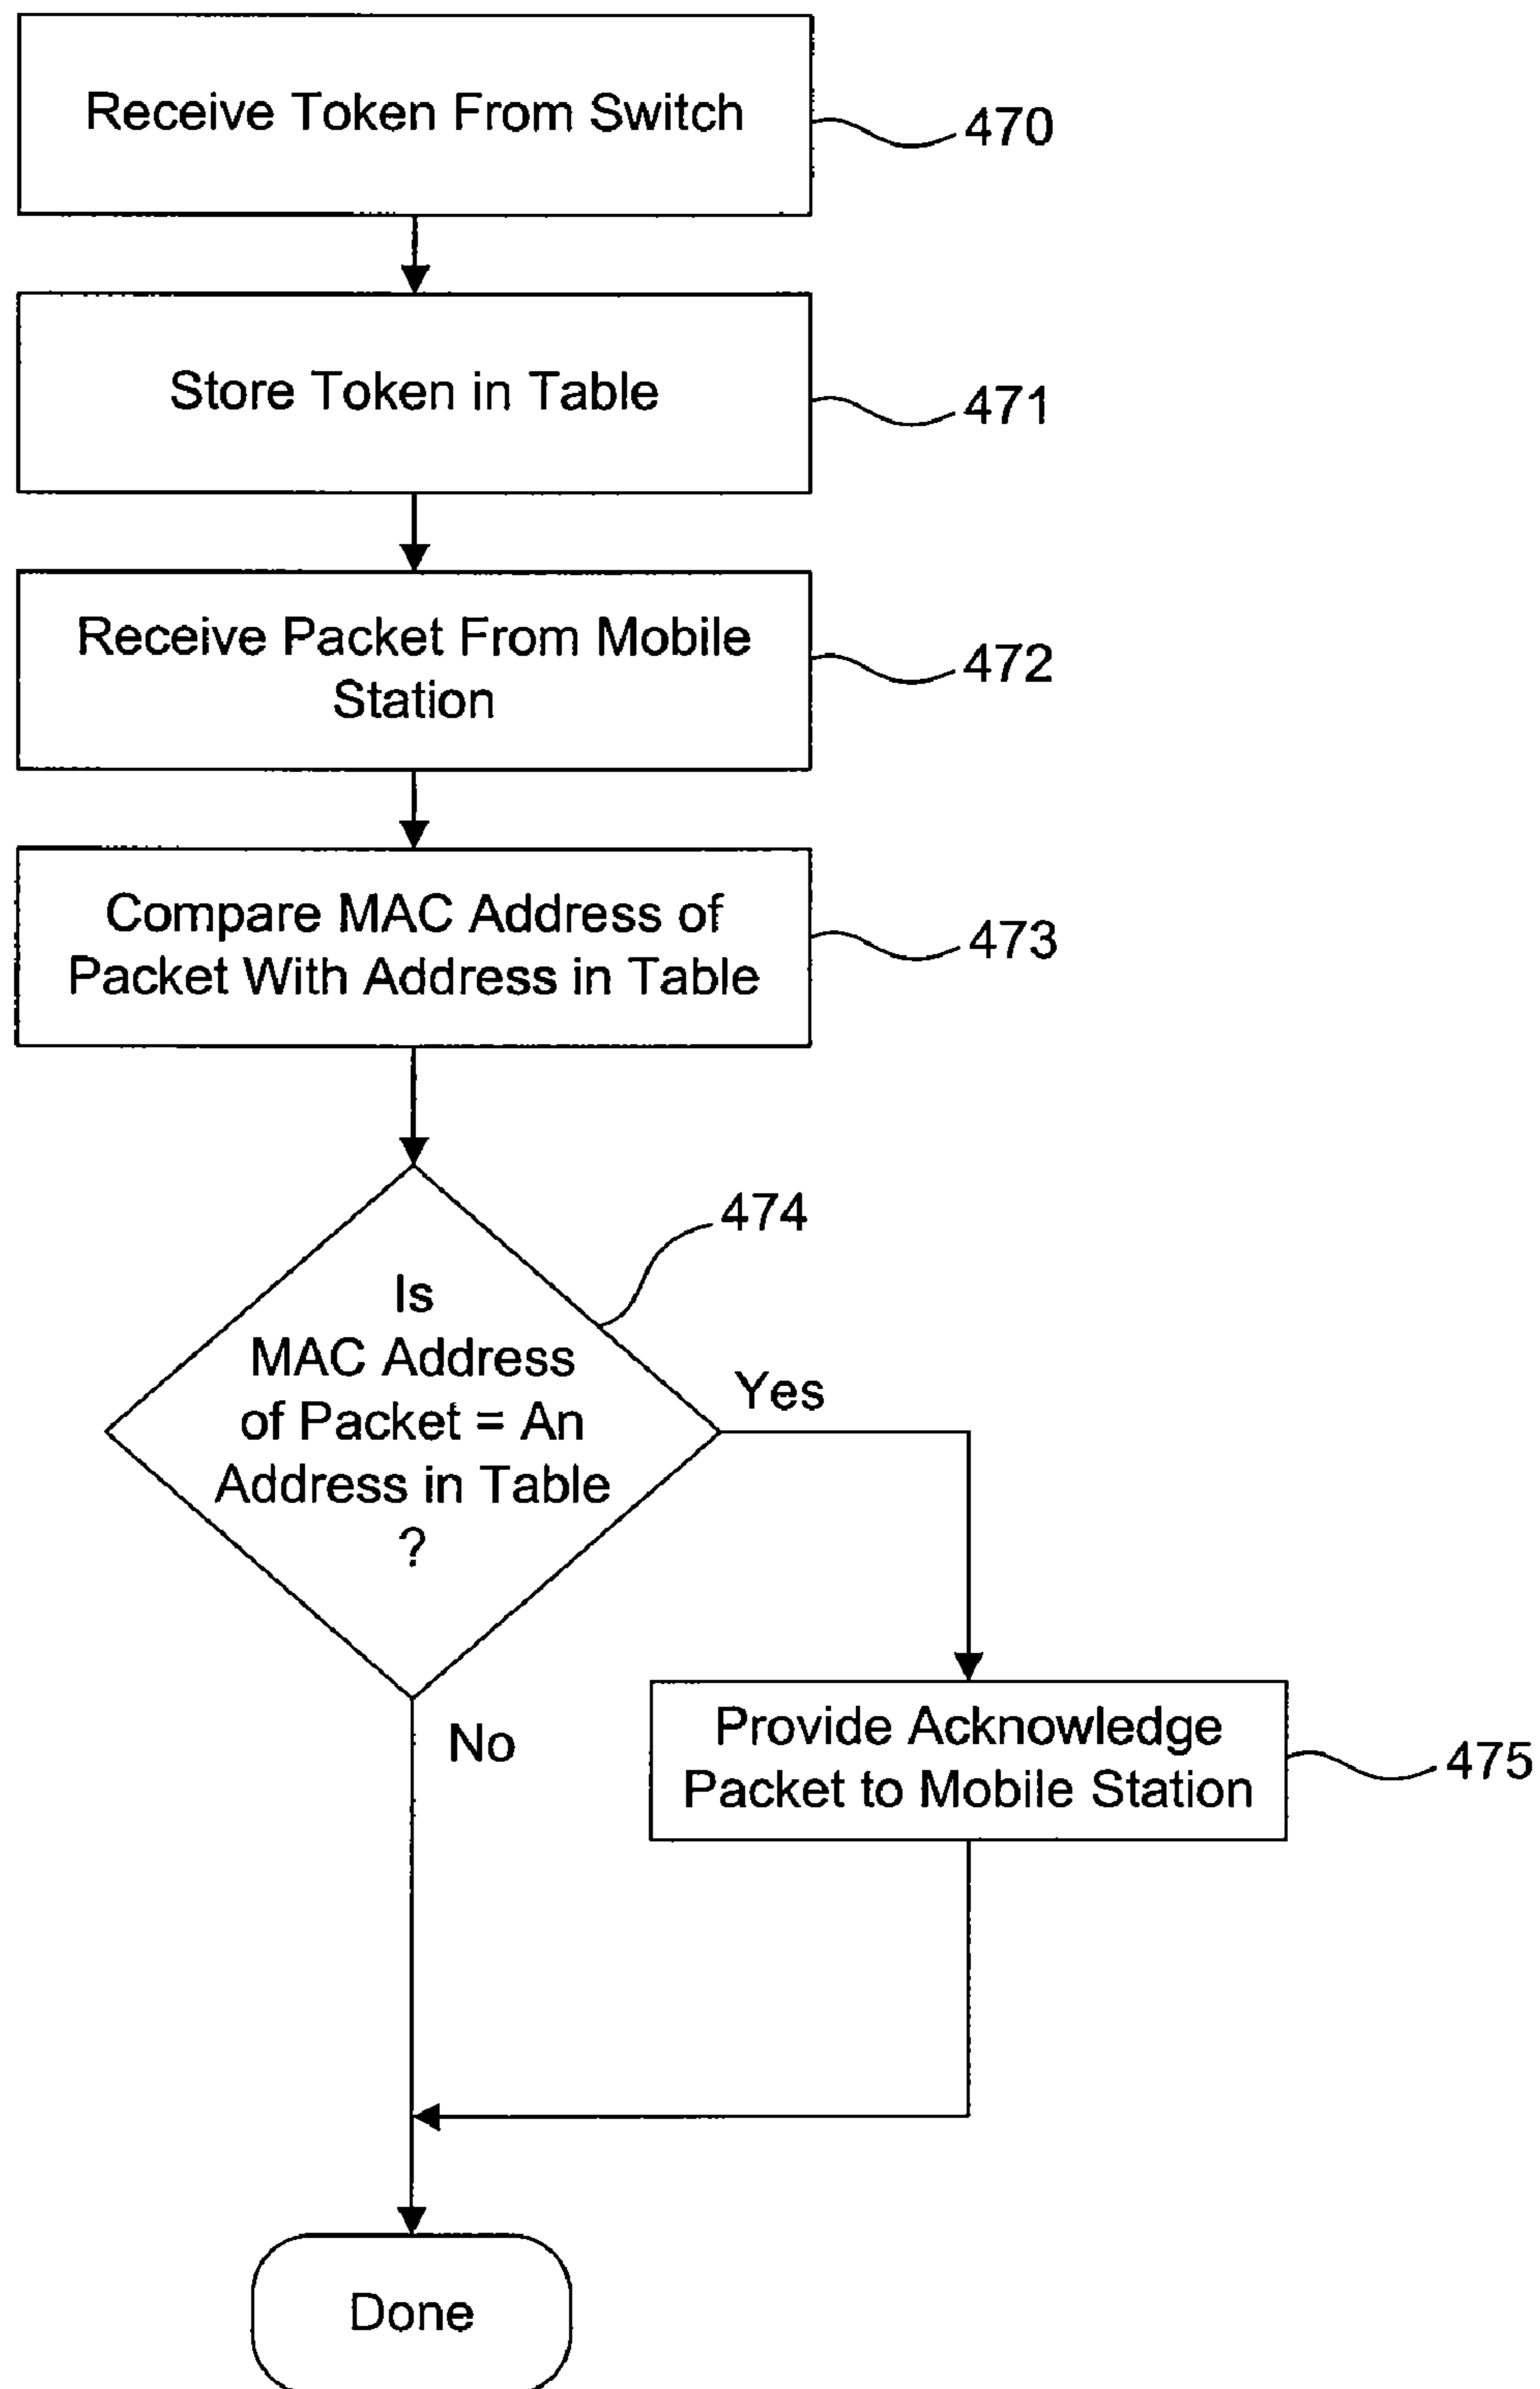 Receive Token From Switch
470
Store Token in Table
471
Receive Packet From Mobile
Station
472
Compare MAC Address of
Packet With Address in Table
473
474
Is
MAC Address
of Packet = An
Address in Table
?
Yes
No
Provide Acknowledge
Packet to Mobile Station
475
Done